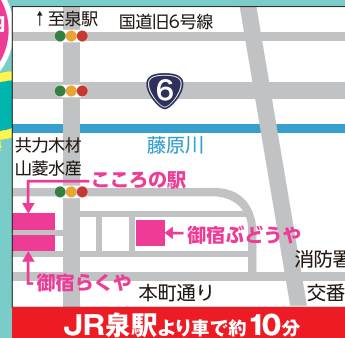 ↑至泉駅
国道旧6号線
6
藤原川
共力木材
山菱水産
こころの駅
御宿ぶどうや
消防署
御宿らくや
本町通り
交番
JR泉駅より車で約10分